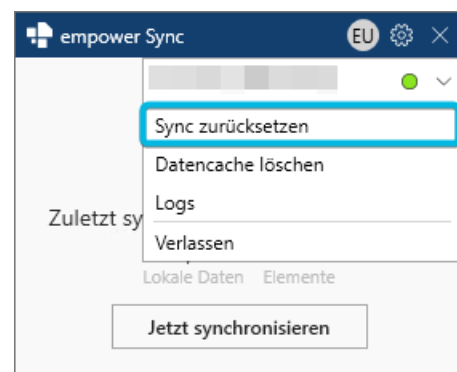 empower Sync EU
Sync zurücksetzen
Datencache löschen
Logs
Zuletzt sy
Verlassen
Lokale Daten Elemente
Jetzt synchronisieren